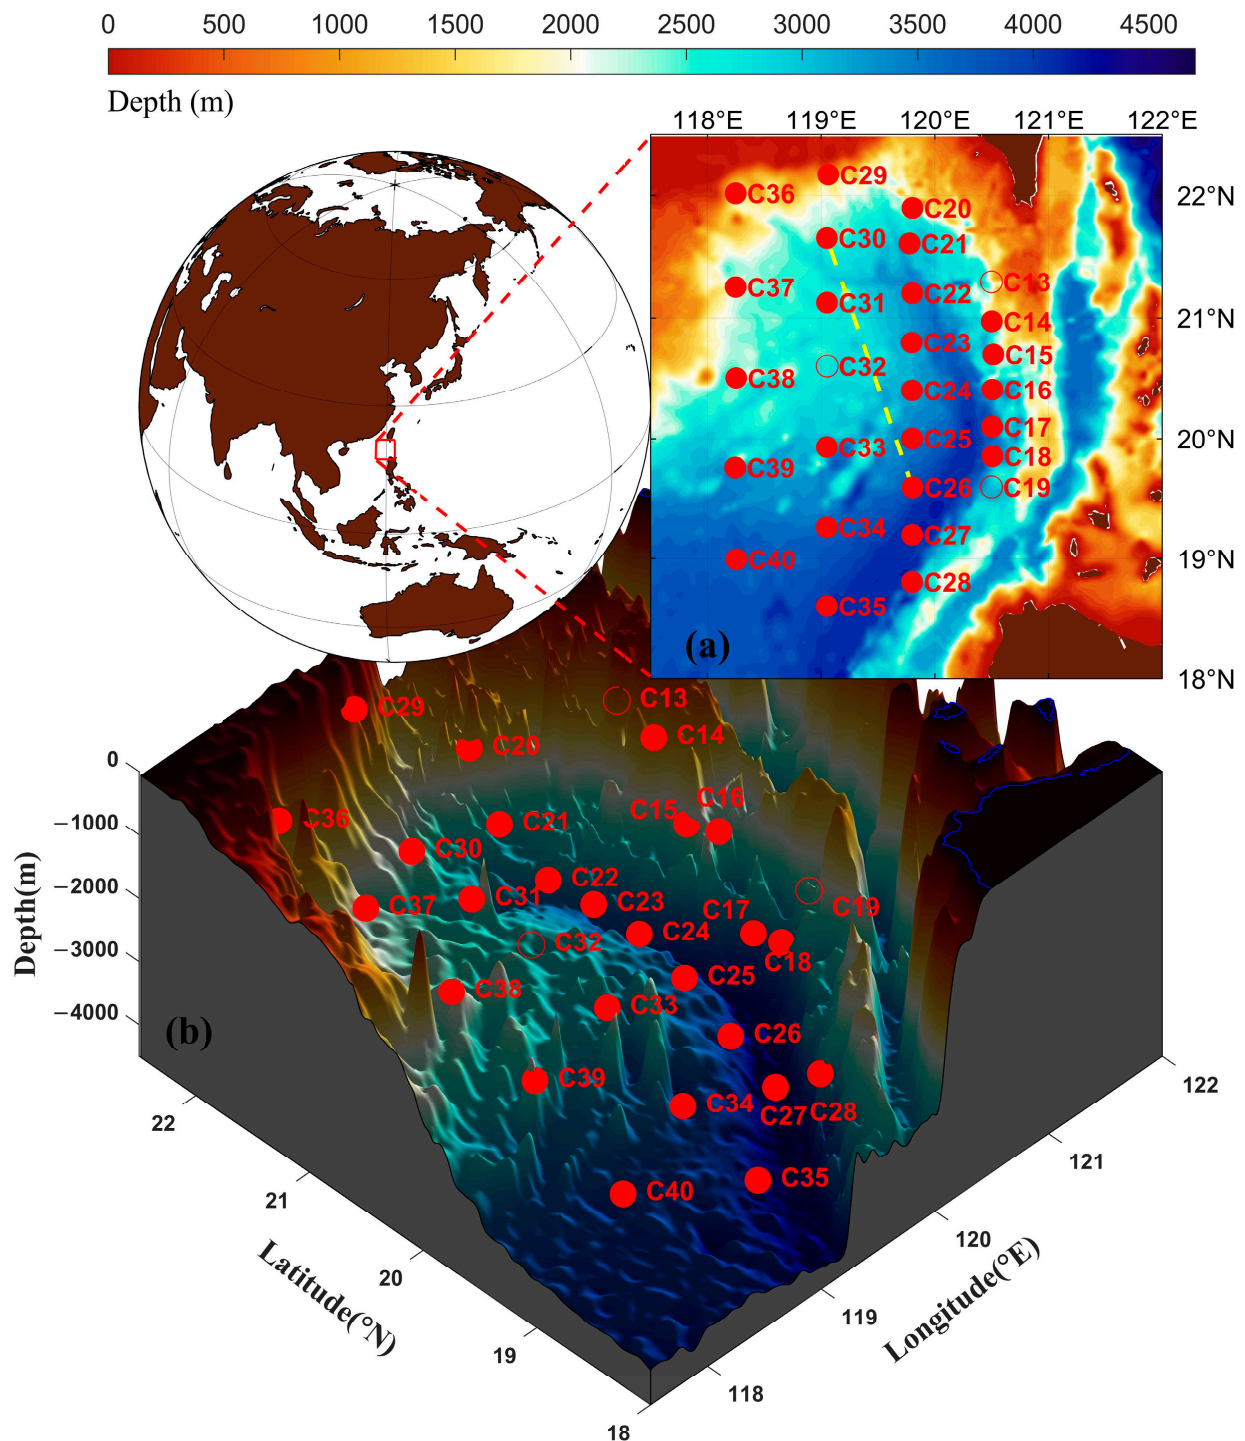 0 500 1000 1500 2000 2500 3000 3500 4000 4500
Depth (m)
118°E 119°E 120°E 121°E 122°E
C29
C36
22°N
C20
C30
C21
C13
C37
C22
C31
21°N
C14
C23
C15
C32
C38
C24
C16
C17
C33
C25
20°N
C18
C39
C26
C19
C34
C27
C40
19°N
C28
C35
(a)
18°N
C13
C29
C14
C20
0
C16
C15
C36
C21
−1000
C30
C22
−2000
C31
C23
C37
C19
C17
Depth(m)
C24
C32
−3000
C18
C25
C38
C33
−4000
(b)
C26
C39
122
C34
C27
C28
22
121
C35
21
C40
120
20
Latitude(°N)
Longitude(°E)
119
19
118
18